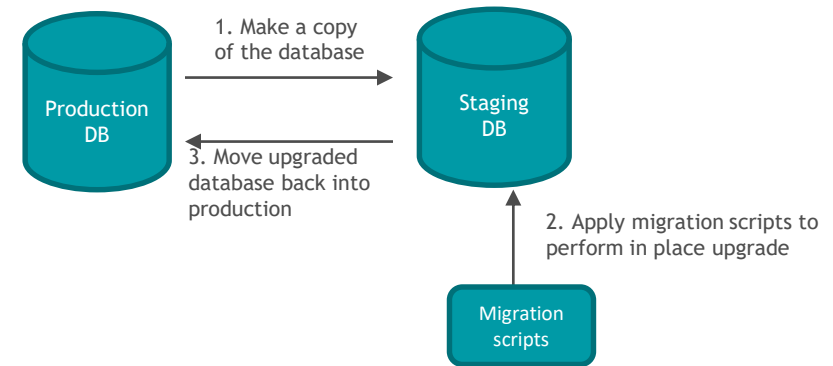 1. Make a copy
of the database
Production
DB
Staging
DB
3. Move upgraded
database back into
production
2. Apply migration scripts to
perform in place upgrade
Migration
scripts